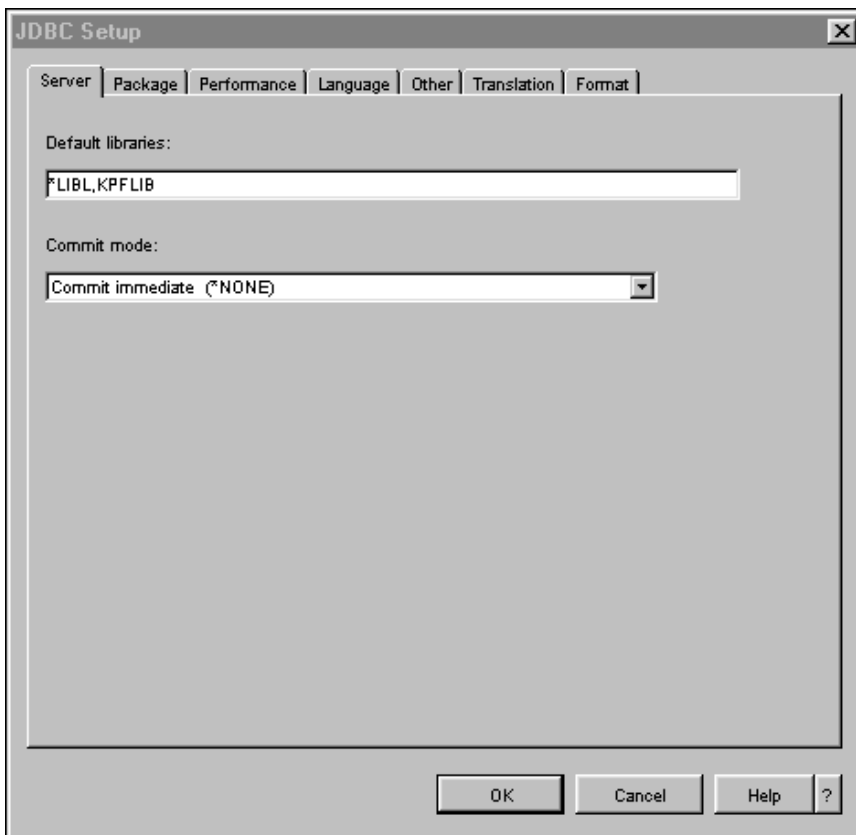 JDBC Setup
Server Package Performance Language Other Translation Format
Default libraries:
*LIBL,KPFLIB
Commit mode:
Commit immediate (*NONE)
OK Cancel Help ?